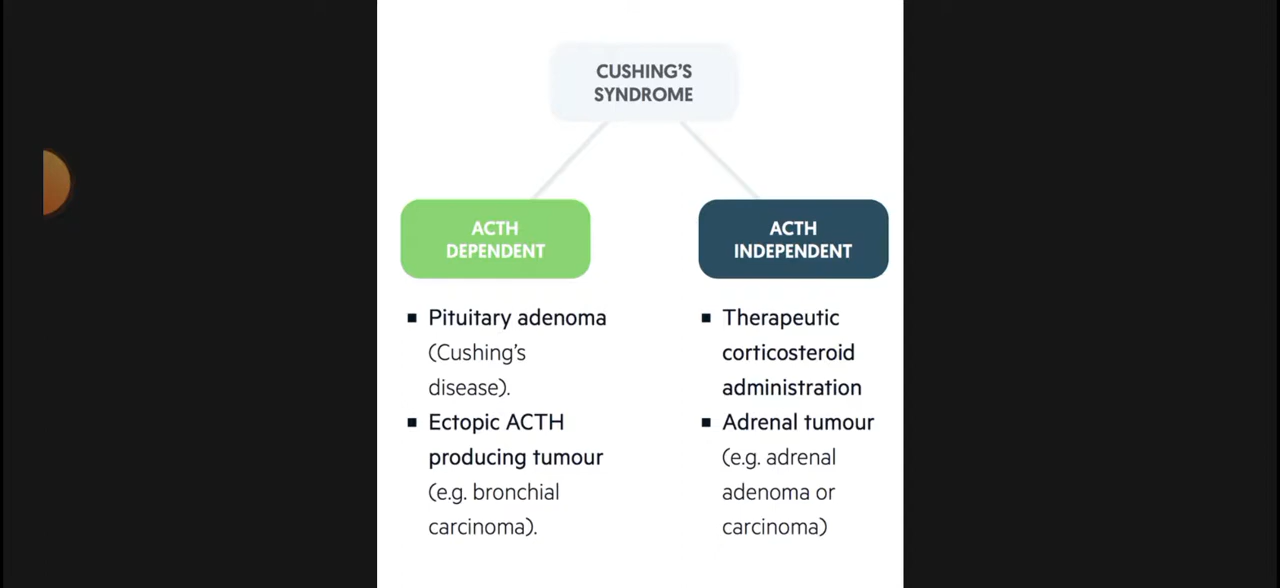 CUSHING'S
SYNDROME
ACTH
DEPENDENT
ACTH
INDEPENDENT
▪ Pituitary adenoma
(Cushing's
disease).
▪ Ectopic ACTH
producing tumour
(e.g. bronchial
carcinoma).
▪ Therapeutic
corticosteroid
administration
▪ Adrenal tumour
(e.g. adrenal
adenoma or
carcinoma)